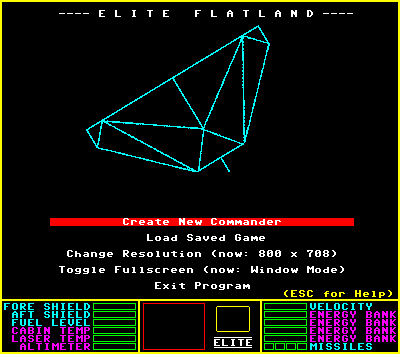 ---- ELITE FLATLAND ----
Create New Commander
Load Saved Game
Change Resolution (now: 800 x 708)
Toggle Fullscreen (now: Window Mode)
Exit Program
(ESC for Help)
FORE SHIELD
AFT SHIELD
FUEL LEVEL
CABIN TEMP
LASER TEMP
ALTIMETER
ELITE
VELOCITY
ENERGY BANK
ENERGY BANK
ENERGY BANK
ENERGY BANK
MISSILES